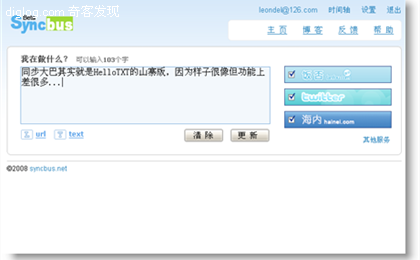 diglog.com 奇客发现
Syncbus Beta
leondel@126.com 时间轴 设置 退出
主页 博客 反馈 帮助
我在做什么？ 可以输入103个字
同步大巴其实就是HelloTXT的山寨版，因为样子很像但功能上
差很多...
饭否
twitter
海内 hainei.com
url text 清除 更新
其他服务
©2008 syncbus.net